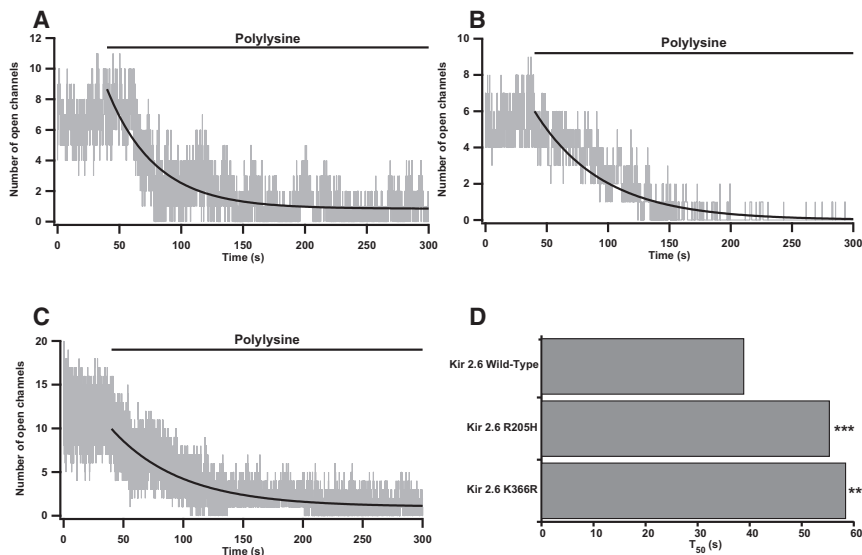 A
Polylysine
12
10
8
6
4
2
0
Number of open channels
0 50 100 150 200 250 300
Time (s)
B
Polylysine
10
8
6
4
2
0
Number of open channels
0 50 100 150 200 250 300
Time (s)
C
Polylysine
20
15
10
5
0
Number of open channels
0 50 100 150 200 250 300
Time (s)
D
Kir 2.6 Wild-Type
Kir 2.6 R205H
***
Kir 2.6 K366R
**
0 10 20 30 40 50 60
T50 (s)